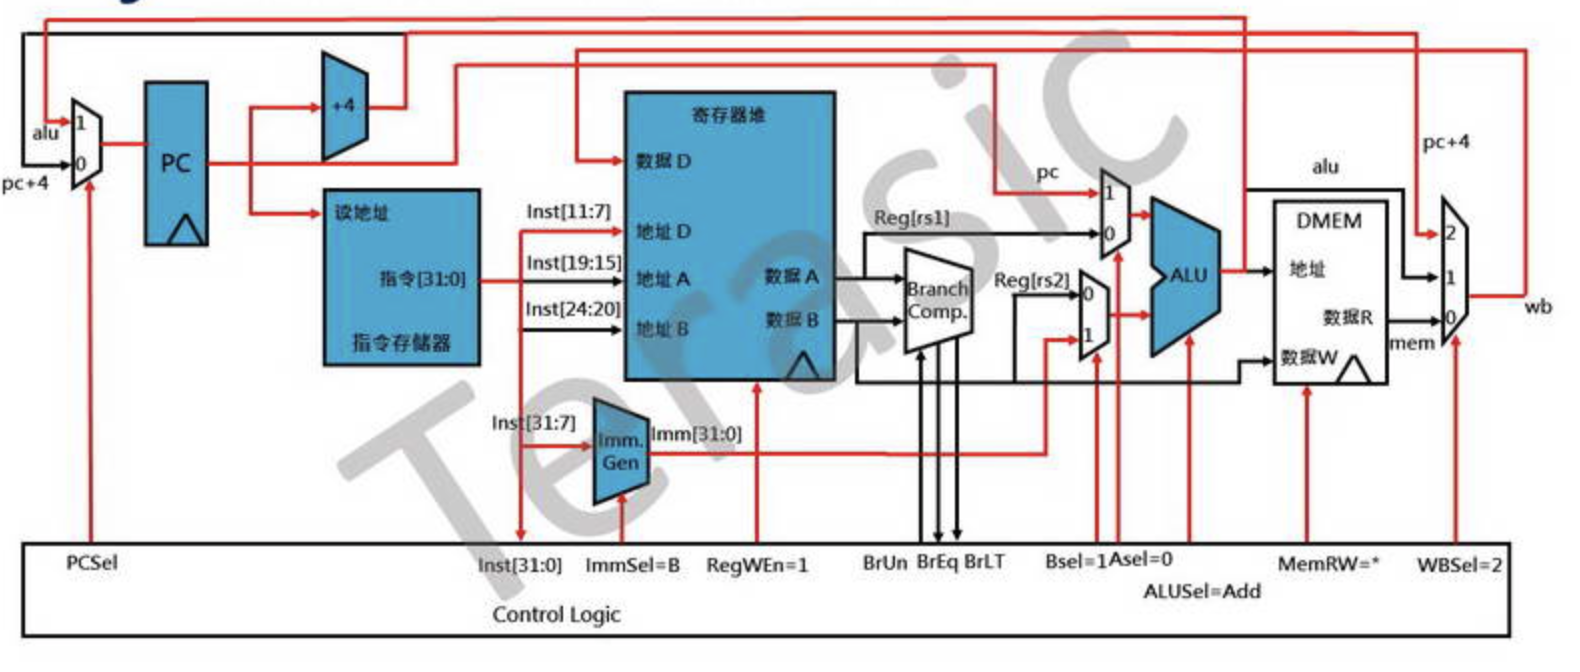 alu
1
0
pc+4
PC
+4
读地址
指令[31:0]
指令存储器
Inst[11:7]
Inst[19:15]
Inst[24:20]
Inst[31:7]
寄存器堆
数据 D
地址 D
地址 A
地址 B
数据 A
数据 B
Imm.
Gen
Imm[31:0]
Reg[rs1]
Branch
Comp.
Reg[rs2]
pc
1
0
0
1
ALU
alu
DMEM
地址
数据R
数据W
mem
pc+4
2
1
0
wb
PCSel
Inst[31:0]
ImmSel=B
RegWEn=1
BrUn
BrEq
BrLT
Bsel=1
Asel=0
ALUSel=Add
MemRW=*
WBSel=2
Control Logic
Terasic